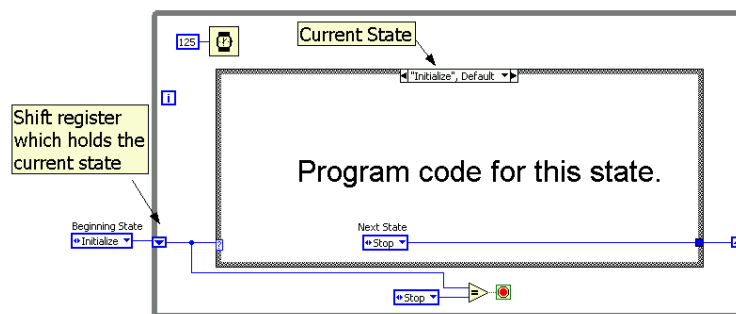 Current State
125
"Initialize", Default
i
Shift register
which holds the
current state
Program code for this state.
Beginning State
Initialize
?
Next State
Stop
Stop
=